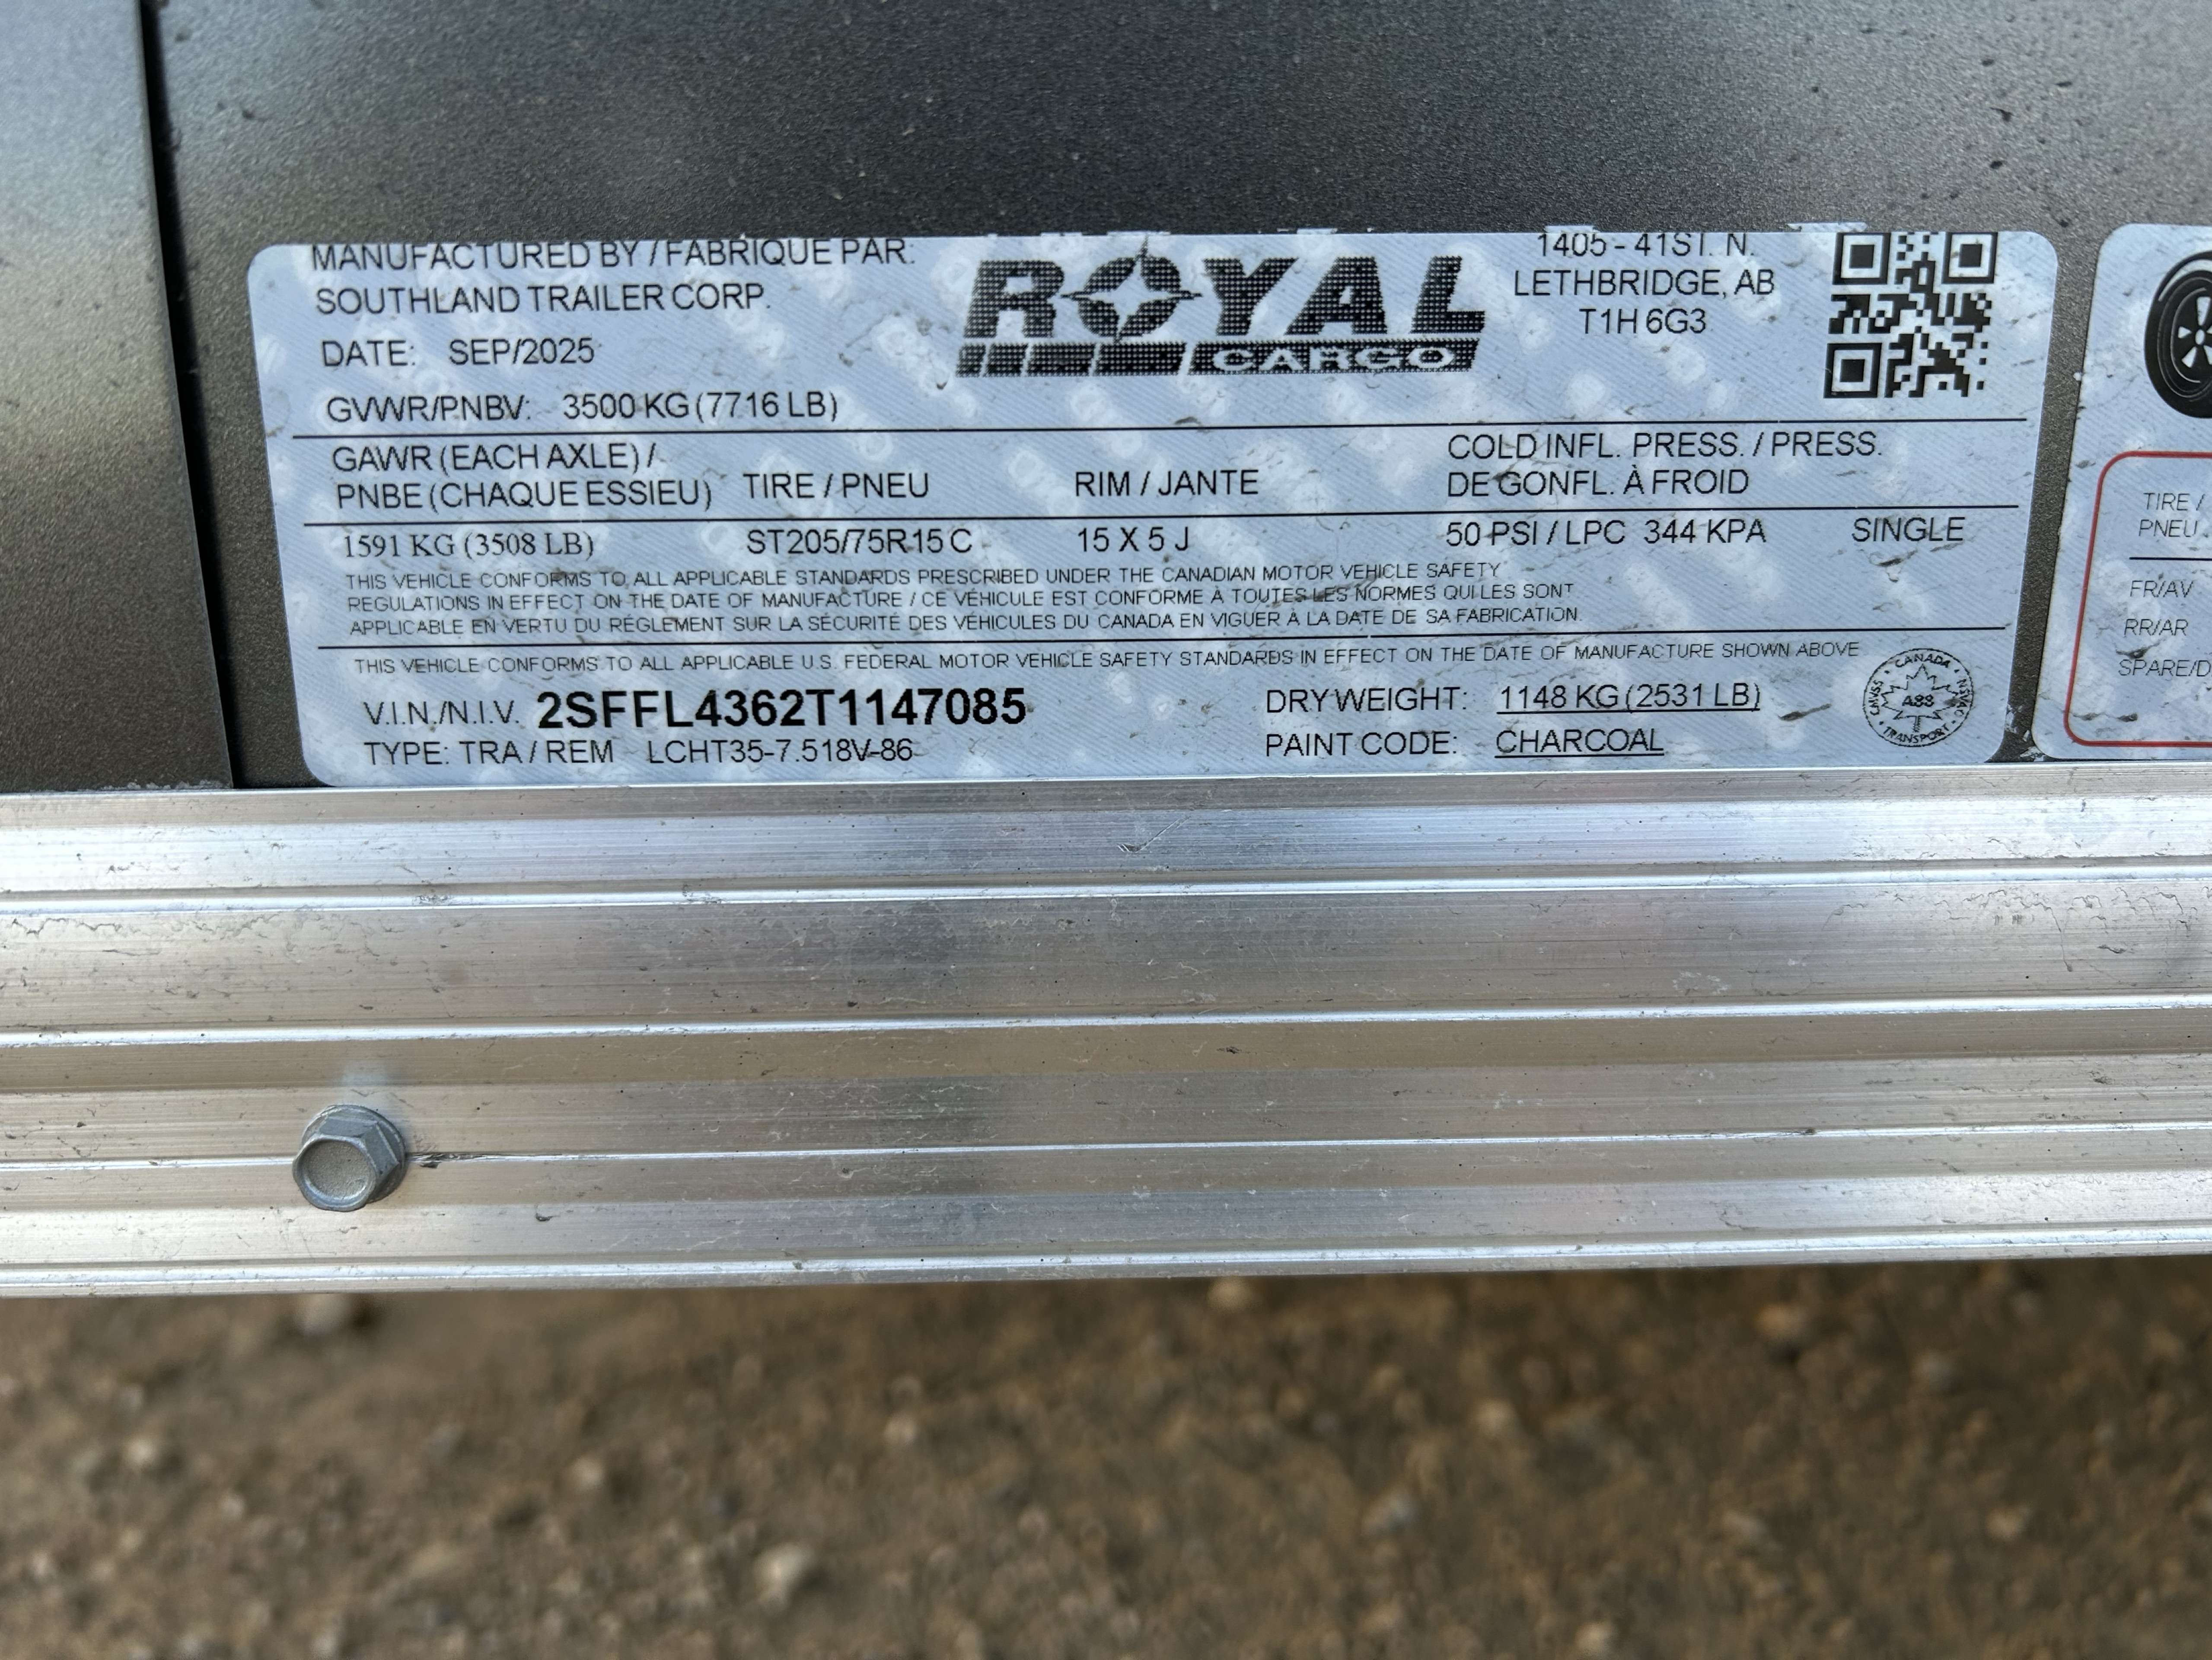 MANUFACTURED BY / FABRIQUE PAR:
SOUTHLAND TRAILER CORP.
DATE: SEP/2025
GVWR/PNBV: 3500 KG (7716 LB)
ROYAL
CARGO
1405 - 41 ST. N.
LETHBRIDGE, AB
T1H 6G3
GAWR (EACH AXLE) /
PNBE (CHAQUE ESSIEU) TIRE / PNEU RIM / JANTE
COLD INFL. PRESS. / PRESS.
DE GONFL. À FROID
1591 KG (3508 LB) ST205/75R15 C 15 X 5 J 50 PSI / LPC 344 KPA SINGLE
THIS VEHICLE CONFORMS TO ALL APPLICABLE STANDARDS PRESCRIBED UNDER THE CANADIAN MOTOR VEHICLE SAFETY
REGULATIONS IN EFFECT ON THE DATE OF MANUFACTURE / CE VÉHICULE EST CONFORME À TOUTES LES NORMES QUI LES SONT
APPLICABLE EN VERTU DU RÉGLEMENT SUR LA SÉCURITÉ DES VÉHICULES DU CANADA EN VIGUER À LA DATE DE SA FABRICATION.
THIS VEHICLE CONFORMS TO ALL APPLICABLE U.S. FEDERAL MOTOR VEHICLE SAFETY STANDARDS IN EFFECT ON THE DATE OF MANUFACTURE SHOWN ABOVE
V.I.N./N.I.V. 2SFFL4362T1147085
TYPE: TRA / REM LCHT35-7.518V-86
DRY WEIGHT: 1148 KG (2531 LB)
PAINT CODE: CHARCOAL
CANADA
A88
TRANSPORT
TIRE /
PNEU
FR/AV
RR/AR
SPARE/D